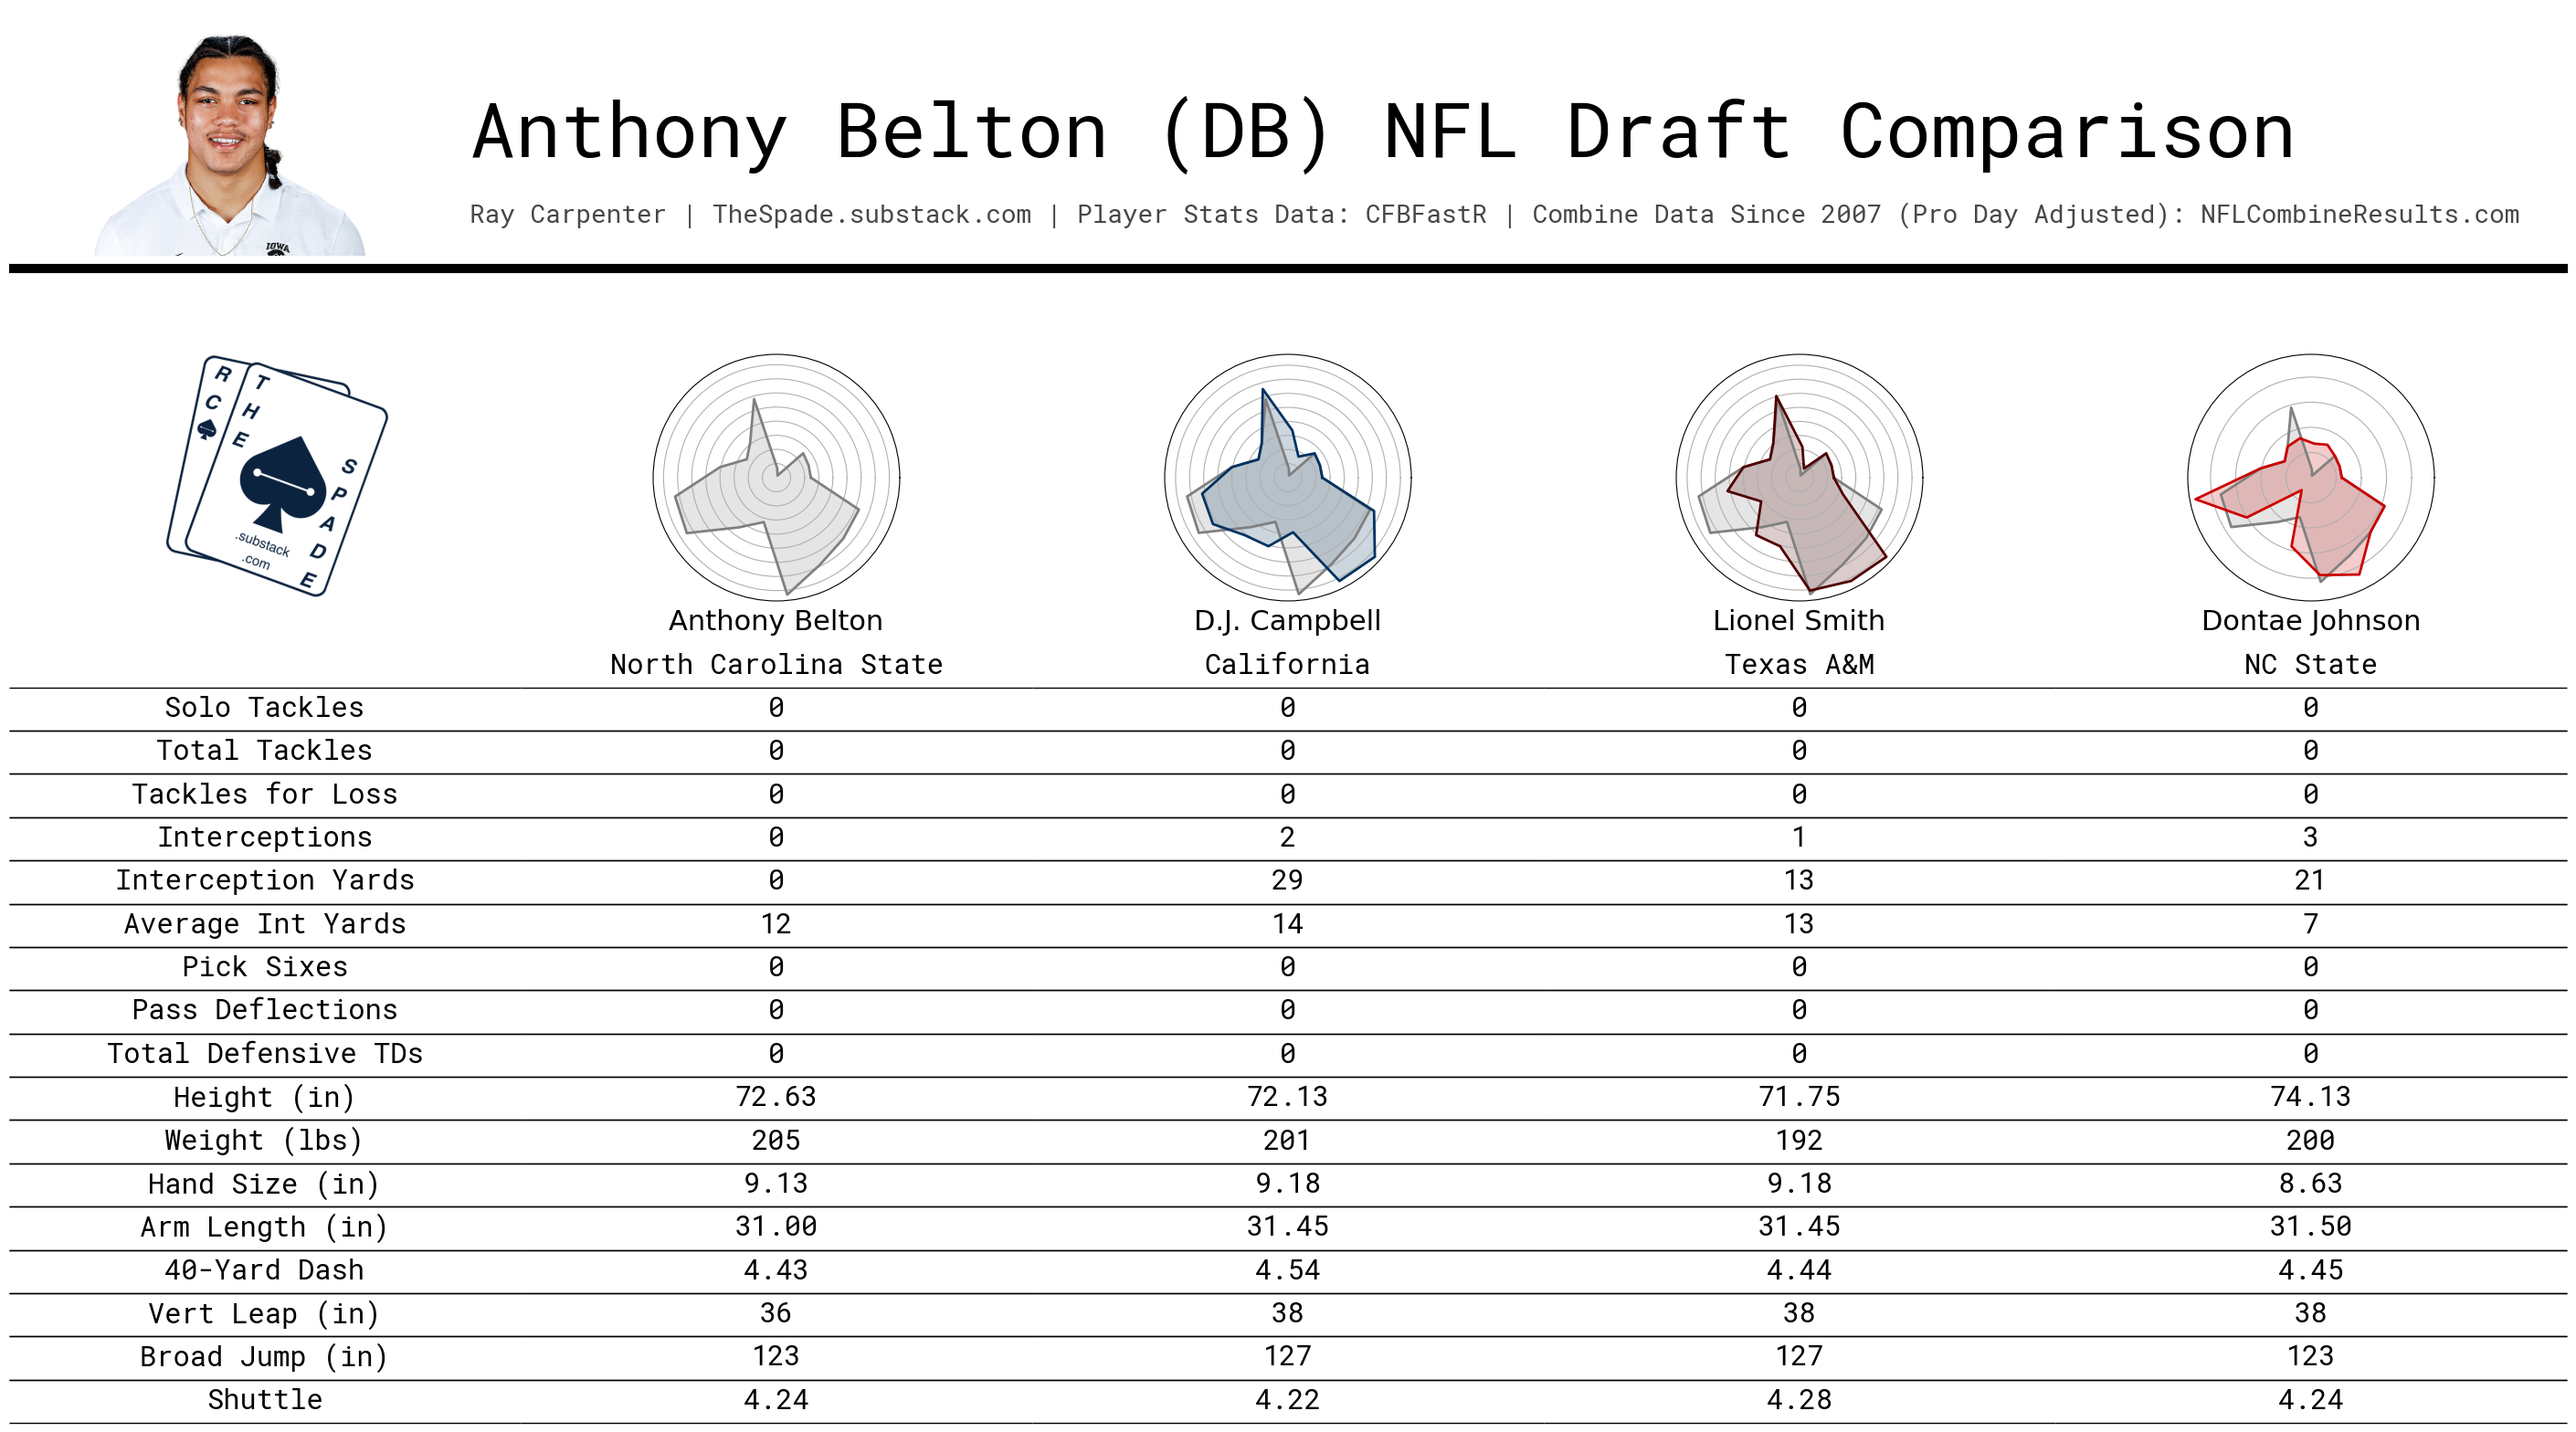 Anthony Belton (DB) NFL Draft Comparison
Ray Carpenter | TheSpade.substack.com | Player Stats Data: CFBFastR | Combine Data Since 2007 (Pro Day Adjusted): NFLCombineResults.com
IOWA
RC
THE
SPADE
.substack
.com
Anthony Belton D.J. Campbell Lionel Smith Dontae Johnson
North Carolina State California Texas A&M NC State
Solo Tackles 0 0 0 0
Total Tackles 0 0 0 0
Tackles for Loss 0 0 0 0
Interceptions 0 2 1 3
Interception Yards 0 29 13 21
Average Int Yards 12 14 13 7
Pick Sixes 0 0 0 0
Pass Deflections 0 0 0 0
Total Defensive TDs 0 0 0 0
Height (in) 72.63 72.13 71.75 74.13
Weight (lbs) 205 201 192 200
Hand Size (in) 9.13 9.18 9.18 8.63
Arm Length (in) 31.00 31.45 31.45 31.50
40-Yard Dash 4.43 4.54 4.44 4.45
Vert Leap (in) 36 38 38 38
Broad Jump (in) 123 127 127 123
Shuttle 4.24 4.22 4.28 4.24